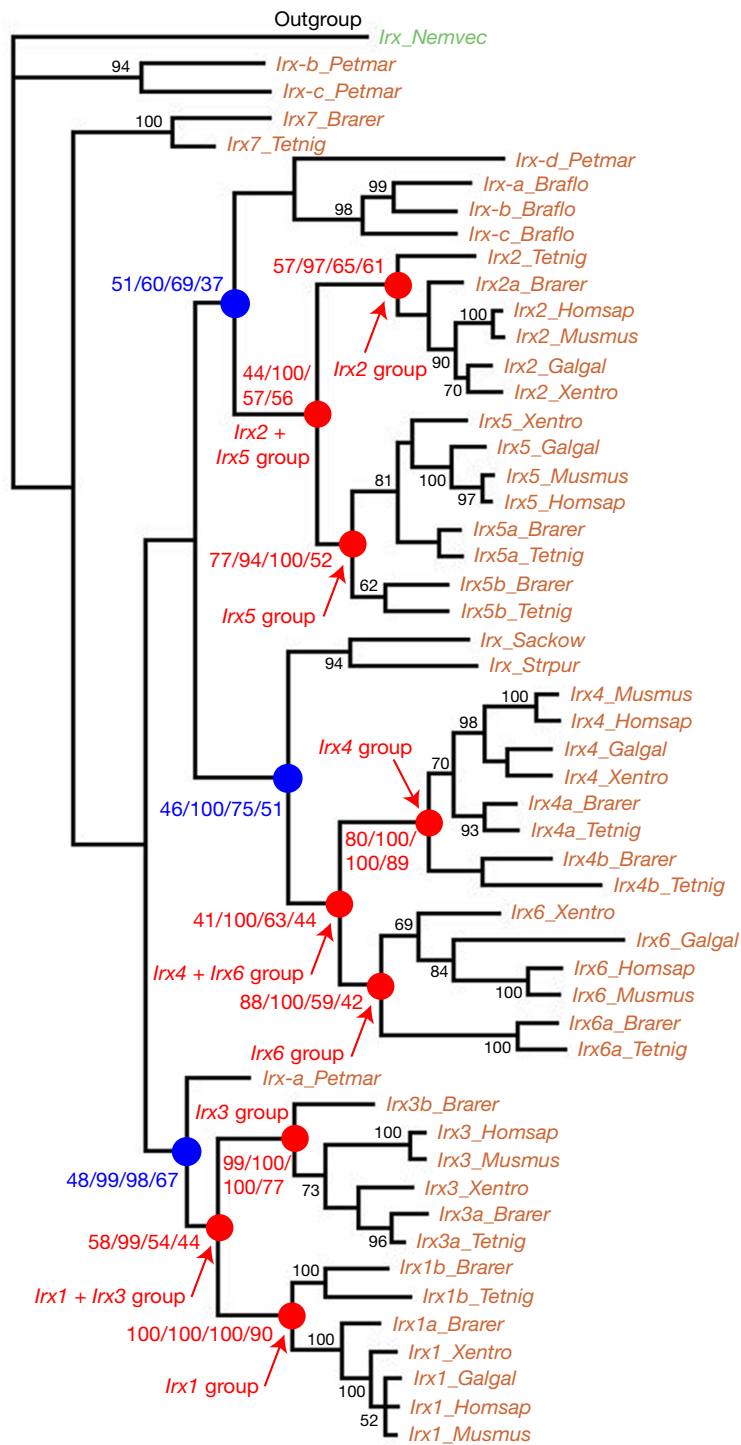 Outgroup
Irx_Nemvec
94
Irx-b_Petmar
Irx-c_Petmar
100
Irx7_Brarer
Irx7_Tetnig
Irx-d_Petmar
99
Irx-a_Braflo
98
Irx-b_Braflo
Irx-c_Braflo
51/60/69/37
57/97/65/61
Irx2_Tetnig
Irx2a_Brarer
100
Irx2_Homsap
Irx2_Musmus
90
Irx2 group
Irx2_Galgal
70
Irx2_Xentro
44/100/
57/56
Irx2 +
Irx5 group
Irx5_Xentro
Irx5_Galgal
81
100
Irx5_Musmus
97
Irx5_Homsap
Irx5a_Brarer
Irx5a_Tetnig
77/94/100/52
62
Irx5b_Brarer
Irx5b_Tetnig
Irx5 group
Irx_Sackow
94
Irx_Strpur
100
Irx4_Musmus
98
Irx4_Homsap
Irx4 group
Irx4_Galgal
70
Irx4_Xentro
46/100/75/51
Irx4a_Brarer
93
Irx4a_Tetnig
80/100/
100/89
Irx4b_Brarer
Irx4b_Tetnig
41/100/63/44
69
Irx6_Xentro
Irx6_Galgal
84
Irx4 + Irx6 group
Irx6_Homsap
100
Irx6_Musmus
88/100/59/42
Irx6a_Brarer
100
Irx6a_Tetnig
Irx6 group
Irx-a_Petmar
Irx3 group
Irx3b_Brarer
100
Irx3_Homsap
Irx3_Musmus
48/99/98/67
99/100/
100/77
73
Irx3_Xentro
Irx3a_Brarer
96
Irx3a_Tetnig
58/99/54/44
100
Irx1b_Brarer
Irx1b_Tetnig
Irx1 + Irx3 group
100/100/100/90
100
Irx1a_Brarer
Irx1_Xentro
Irx1 group
100
Irx1_Galgal
52
Irx1_Homsap
Irx1_Musmus